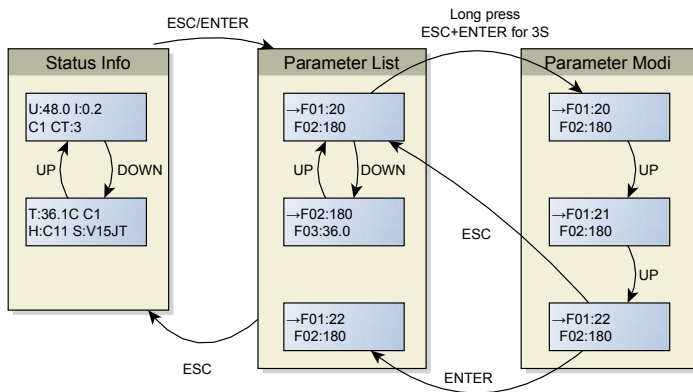 ESC/ENTER
Long press
ESC+ENTER for 3S
Status Info
Parameter List
Parameter Modi
U:48.0 I:0.2
C1 CT:3
UP
DOWN
T:36.1C C1
H:C11 S:V15JT
→F01:20
F02:180
UP
DOWN
→F02:180
F03:36.0
→F01:22
F02:180
→F01:20
F02:180
UP
→F01:21
F02:180
UP
→F01:22
F02:180
ESC
ESC
ENTER